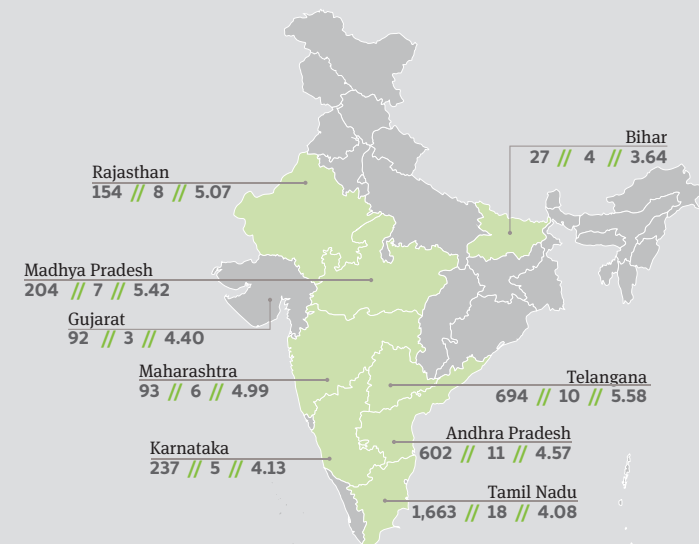 Bihar
27 // 4 // 3.64
Rajasthan
154 // 8 // 5.07
Madhya Pradesh
204 // 7 // 5.42
Gujarat
92 // 3 // 4.40
Maharashtra
93 // 6 // 4.99
Telangana
694 // 10 // 5.58
Andhra Pradesh
602 // 11 // 4.57
Karnataka
237 // 5 // 4.13
Tamil Nadu
1,663 // 18 // 4.08